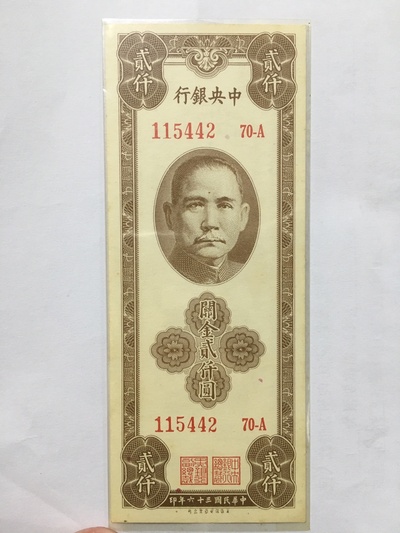 貳仟 貳仟
中央銀行
115442 70-A
關金貳仟圓
115442 70-A
貳仟 貳仟
中華民國三十六年印